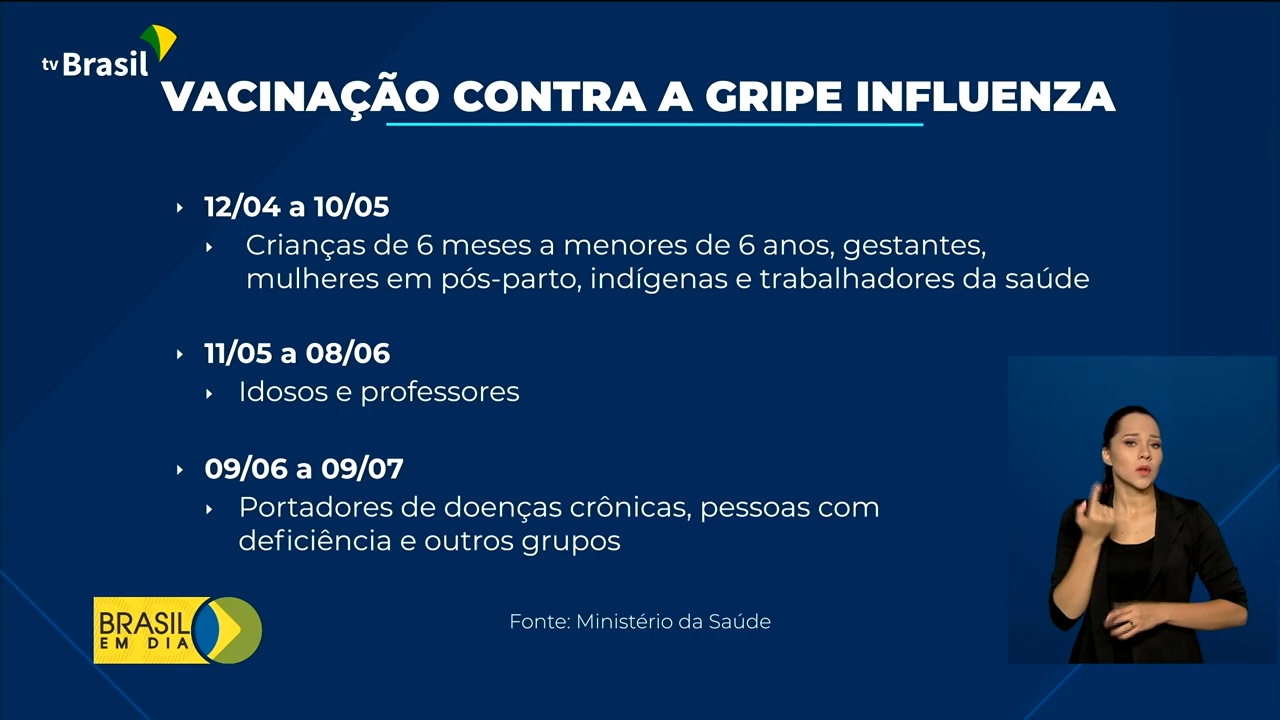 tv Brasil
VACINAÇÃO CONTRA A GRIPE INFLUENZA
12/04 a 10/05
Crianças de 6 meses a menores de 6 anos, gestantes,
mulheres em pós-parto, indígenas e trabalhadores da saúde
11/05 a 08/06
Idosos e professores
09/06 a 09/07
Portadores de doenças crônicas, pessoas com
deficiência e outros grupos
BRASIL
EM DIA
Fonte: Ministério da Saúde